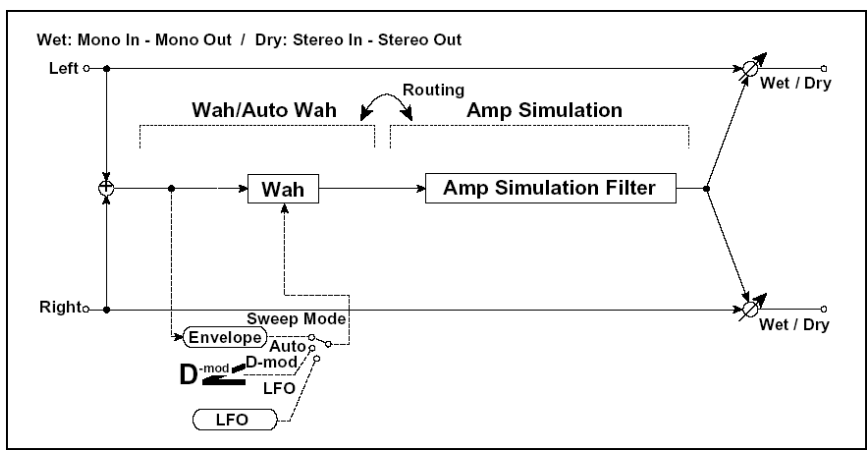 Wet: Mono In - Mono Out / Dry: Stereo In - Stereo Out
Left
Wet / Dry
Routing
Wah/Auto Wah
Amp Simulation
Wah
Amp Simulation Filter
Right
Wet / Dry
Sweep Mode
Envelope
Auto
D-mod
D-mod
LFO
LFO